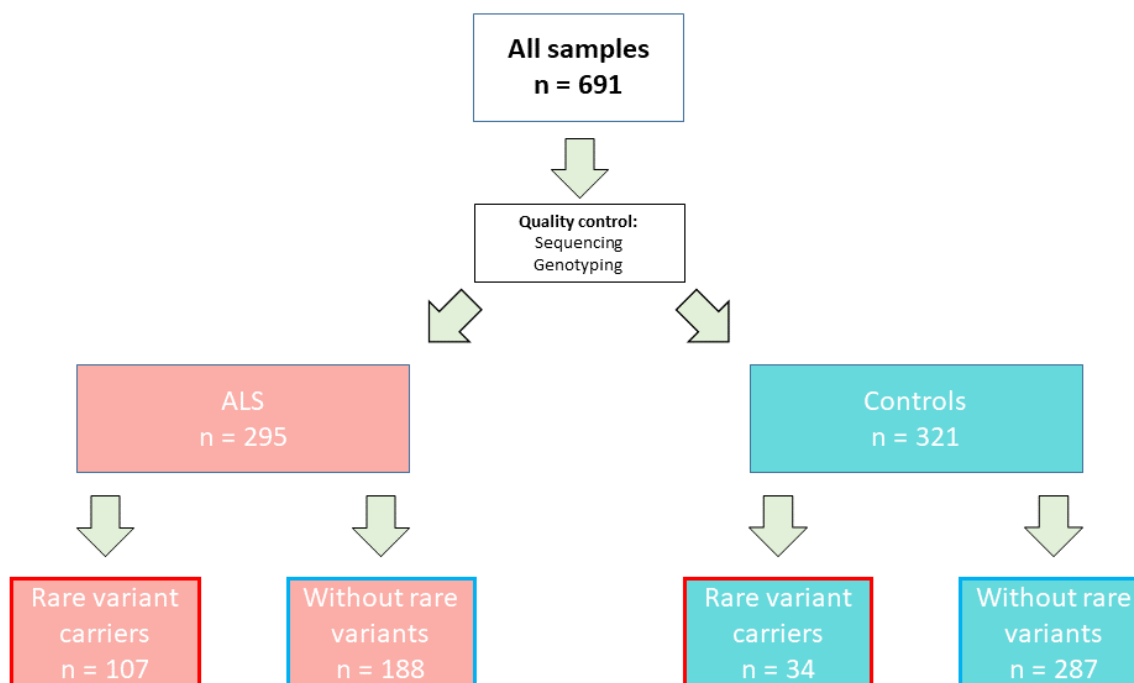 All samples
n = 691
Quality control:
Sequencing
Genotyping
ALS
n = 295
Controls
n = 321
Rare variant
carriers
n = 107
Without rare
variants
n = 188
Rare variant
carriers
n = 34
Without rare
variants
n = 287